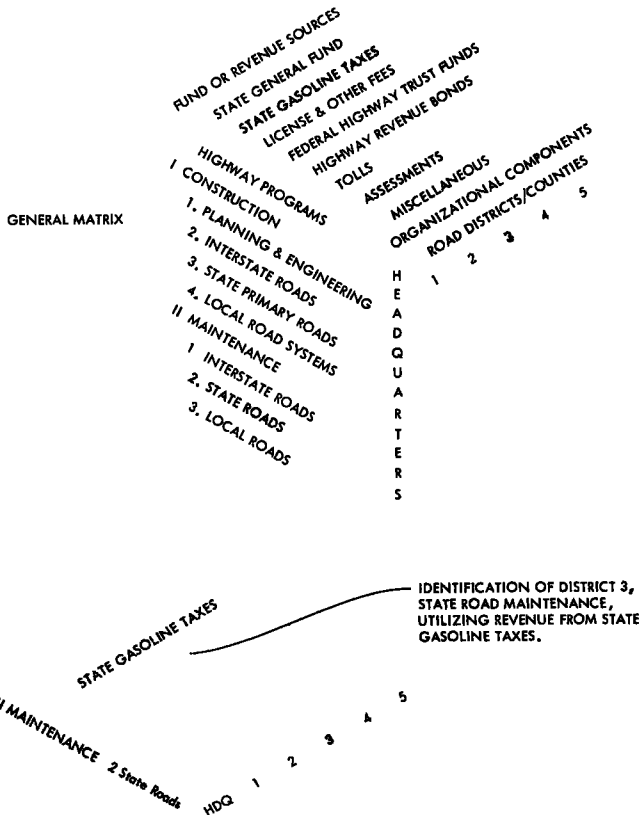 FUND OR REVENUE SOURCES
STATE GENERAL FUND
STATE GASOLINE TAXES
LICENSE & OTHER FEES
FEDERAL HIGHWAY TRUST FUNDS
HIGHWAY REVENUE BONDS
TOLLS
ASSESSMENTS
MISCELLANEOUS
ORGANIZATIONAL COMPONENTS
ROAD DISTRICTS/COUNTIES
1 2 3 4 5
HEADQUARTERS
GENERAL MATRIX
HIGHWAY PROGRAMS
I CONSTRUCTION
1. PLANNING & ENGINEERING
2. INTERSTATE ROADS
3. STATE PRIMARY ROADS
4. LOCAL ROAD SYSTEMS
II MAINTENANCE
1 INTERSTATE ROADS
2. STATE ROADS
3. LOCAL ROADS
IDENTIFICATION OF DISTRICT 3,
STATE ROAD MAINTENANCE,
UTILIZING REVENUE FROM STATE
GASOLINE TAXES.
STATE GASOLINE TAXES
II MAINTENANCE 2 State Roads
HDQ 1 2 3 4 5